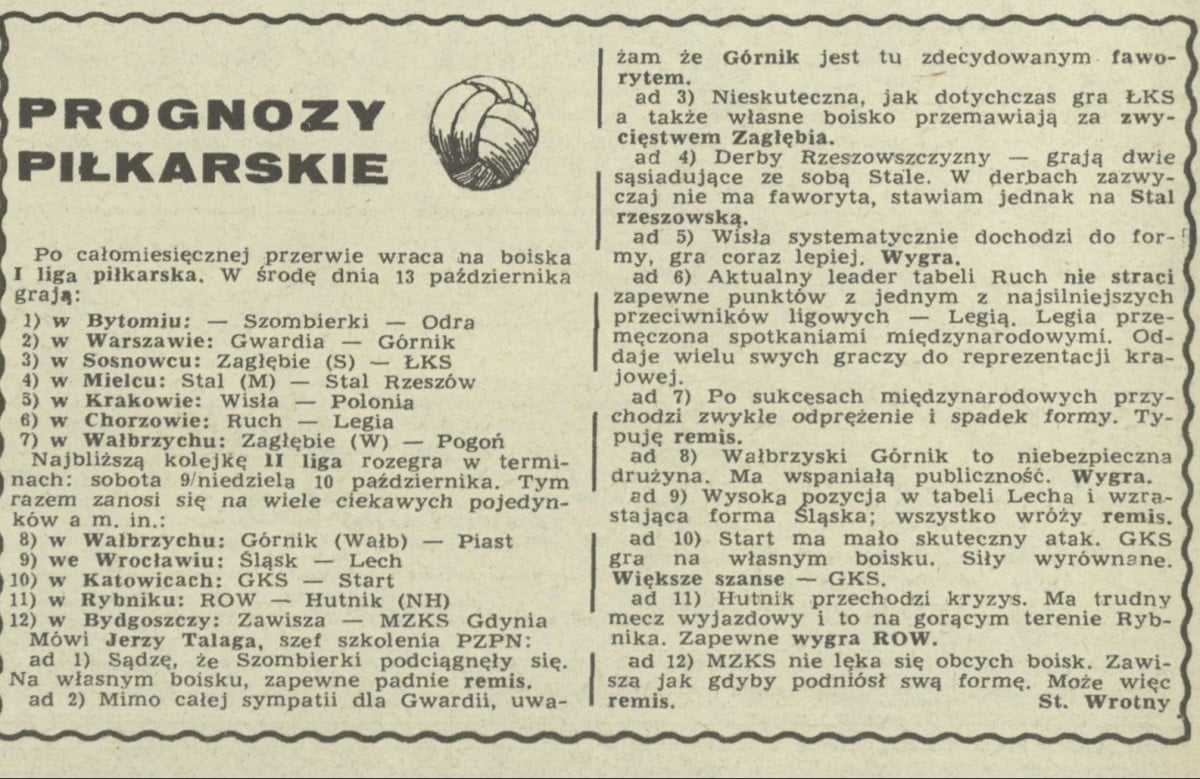 PROGNOZY
PIŁKARSKIE
Po całomiesięcznej przerwie wraca na boiska
I liga piłkarska. W środę dnia 13 października
grają:
1) w Bytomiu: — Szombierki — Odra
2) w Warszawie: Gwardia — Górnik
3) w Sosnowcu: Zagłębie (S) — ŁKS
4) w Mielcu: Stal (M) — Stal Rzeszów
5) w Krakowie: Wisła — Polonia
6) w Chorzowie: Ruch — Legia
7) w Wałbrzychu: Zagłębie (W) — Pogoń
Najbliższą kolejkę II liga rozegra w termi-
nach: sobota 9/niedziela 10 października. Tym
razem zanosi się na wiele ciekawych pojedyn-
ków a m. in.:
8) w Wałbrzychu: Górnik (Wałb) — Piast
9) we Wrocławiu: Śląsk — Lech
10) w Katowicach: GKS — Start
11) w Rybniku: ROW — Hutnik (NH)
12) w Bydgoszczy: Zawisza — MZKS Gdynia
Mówi Jerzy Talaga, szef szkolenia PZPN:
ad 1) Sądzę, że Szombierki podciągnęły się.
Na własnym boisku, zapewne padnie remis.
ad 2) Mimo całej sympatii dla Gwardii, uwa-
żam że Górnik jest tu zdecydowanym fawo-
rytem.
ad 3) Nieskuteczna, jak dotychczas gra ŁKS
a także własne boisko przemawiają za zwy-
cięstwem Zagłębia.
ad 4) Derby Rzeszowszczyzny — grają dwie
sąsiadujące ze sobą Stale. W derbach zazwy-
czaj nie ma faworyta, stawiam jednak na Stal
rzeszowską.
ad 5) Wisła systematycznie dochodzi do for-
my, gra coraz lepiej. Wygra.
ad 6) Aktualny leader tabeli Ruch nie straci
zapewne punktów z jednym z najsilniejszych
przeciwników ligowych — Legią. Legia prze-
męczona spotkaniami międzynarodowymi. Od-
daje wielu swych graczy do reprezentacji kra-
jowej.
ad 7) Po sukcesach międzynarodowych przy-
chodzi zwykle odprężenie i spadek formy. Ty-
puję remis.
ad 8) Wałbrzyski Górnik to niebezpieczna
drużyna. Ma wspaniałą publiczność. Wygra.
ad 9) Wysoka pozycja w tabeli Lecha i wzra-
stająca forma Śląska; wszystko wróży remis.
ad 10) Start ma mało skuteczny atak. GKS
gra na własnym boisku. Siły wyrównane.
Większe szanse — GKS.
ad 11) Hutnik przechodzi kryzys. Ma trudny
mecz wyjazdowy i to na gorącym terenie Ryb-
nika. Zapewne wygra ROW.
ad 12) MZKS nie lęka się obcych boisk. Zawi-
sza jak gdyby podniósł swą formę. Może więc
remis. St. Wrotny